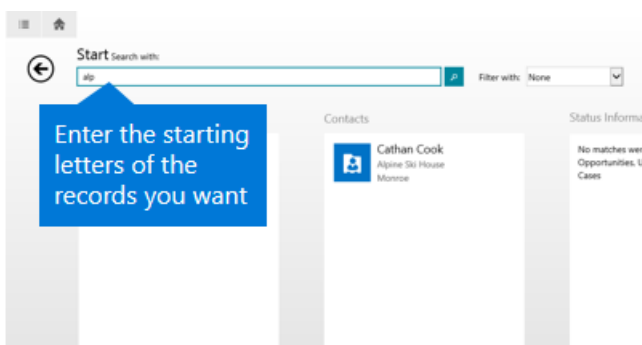 Start Search with:
alp
Filter with: None
Enter the starting
letters of the
records you want
Contacts
Cathan Cook
Alpine Ski House
Monroe
Status Informa
No matches wer
Opportunities, L
Cases